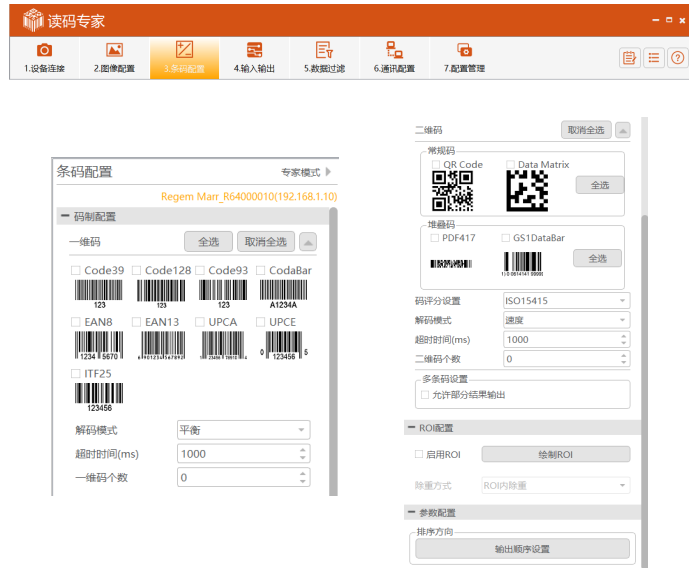 读码专家
1.设备连接 2.图像配置 3.条码配置 4.输入输出 5.数据过滤 6.通讯配置 7.配置管理
条码配置 专家模式
Regem Marr_R64000010(192.168.1.10)
码制配置
一维码 全选 取消全选
Code39 Code128 Code93 CodaBar
123 123 123 A1234A
EAN8 EAN13 UPCA UPCE
1234 5670 0 123456 5
ITF25
123456
解码模式 平衡
超时时间(ms) 1000
一维码个数 0
二维码 取消全选
常规码
QR Code Data Matrix
全选
堆叠码
PDF417 GS1DataBar
全选
码评分设置 ISO15415
解码模式 速度
超时时间(ms) 1000
二维码个数 0
多条码设置
允许部分结果输出
ROI配置
启用ROI 绘制ROI
除重方式 ROI内除重
参数配置
排序方向
输出顺序设置